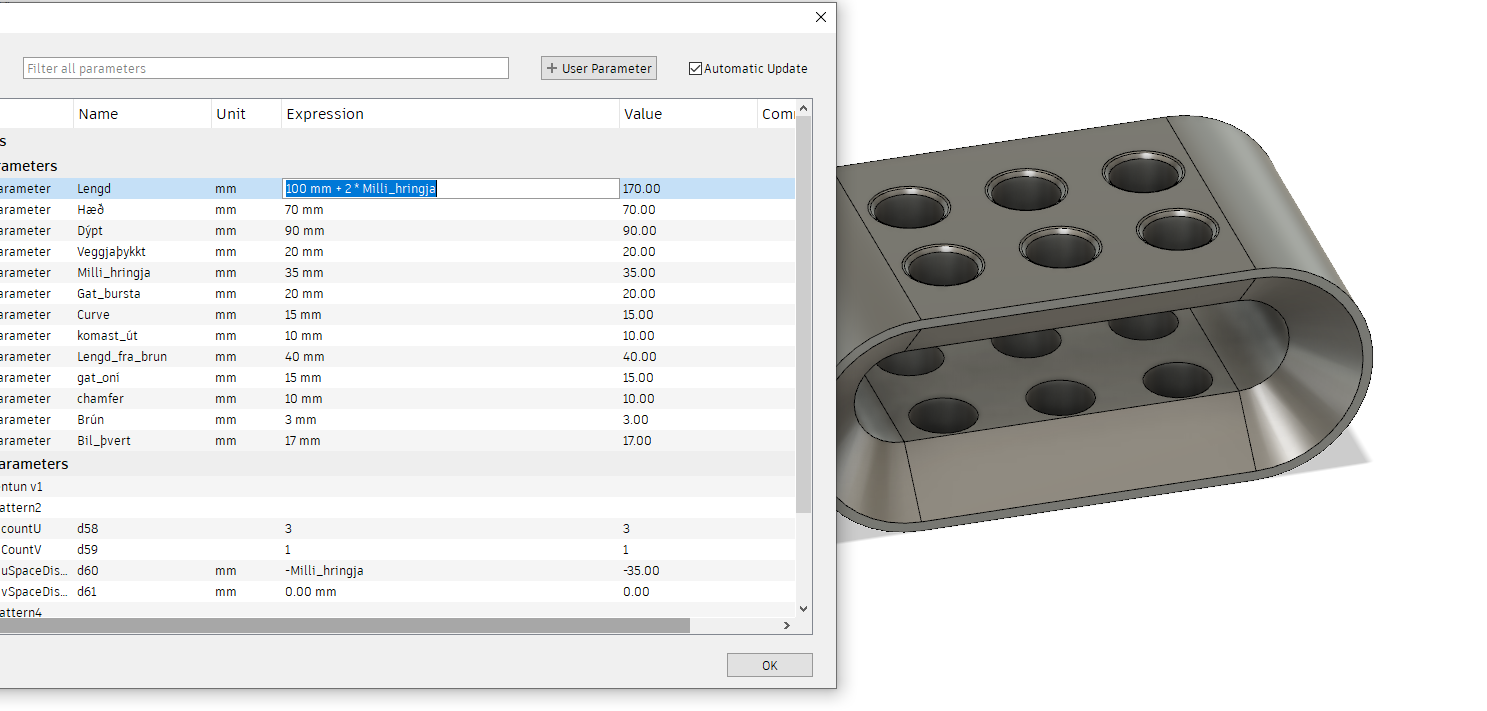 Filter all parameters + User Parameter Automatic Update
Name Unit Expression Value Comm
s
rameters
arameter Lengd mm 100 mm + 2 * Milli_hringja 170.00
arameter Hæð mm 70 mm 70.00
arameter Dýpt mm 90 mm 90.00
arameter Veggjaþykkt mm 20 mm 20.00
arameter Milli_hringja mm 35 mm 35.00
arameter Gat_bursta mm 20 mm 20.00
arameter Curve mm 15 mm 15.00
arameter komast_út mm 10 mm 10.00
arameter Lengd_fra_brun mm 40 mm 40.00
arameter gat_oní mm 15 mm 15.00
arameter chamfer mm 10 mm 10.00
arameter Brún mm 3 mm 3.00
arameter Bil_þvert mm 17 mm 17.00
arameters
ntun v1
attern2
countU d58 3 3
CountV d59 1 1
uSpaceDis... d60 mm -Milli_hringja -35.00
vSpaceDis... d61 mm 0.00 mm 0.00
attern4
OK